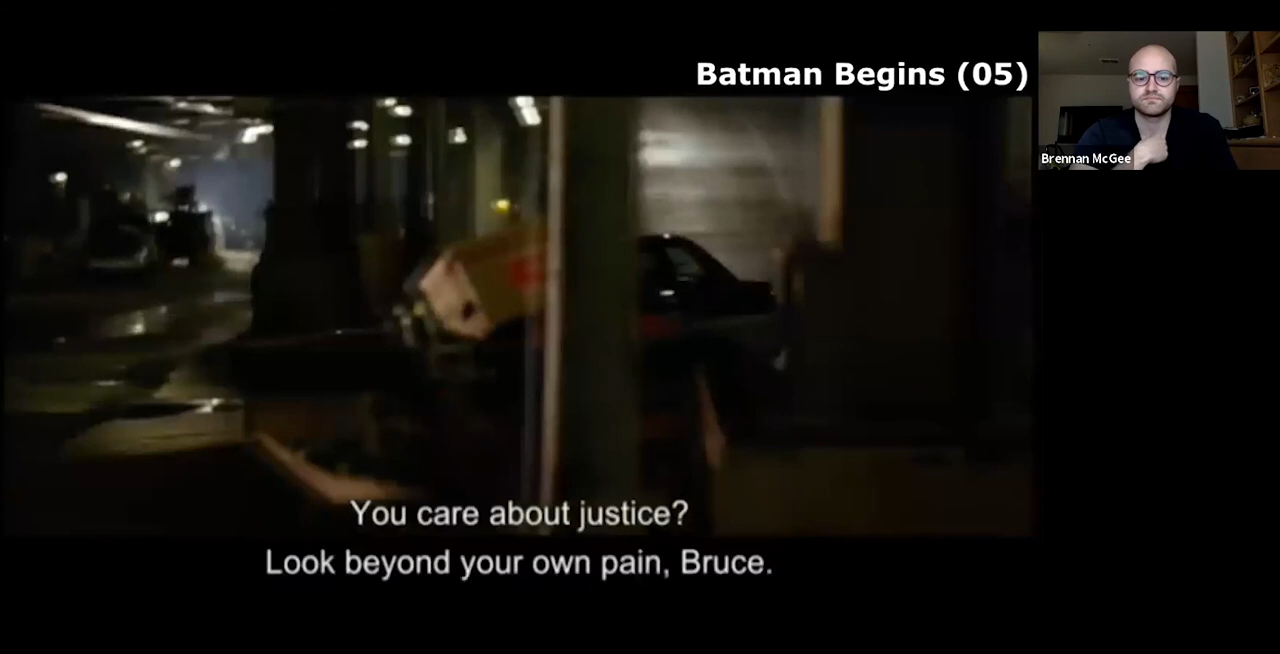 Batman Begins (05)
Brennan McGee
You care about justice?
Look beyond your own pain, Bruce.